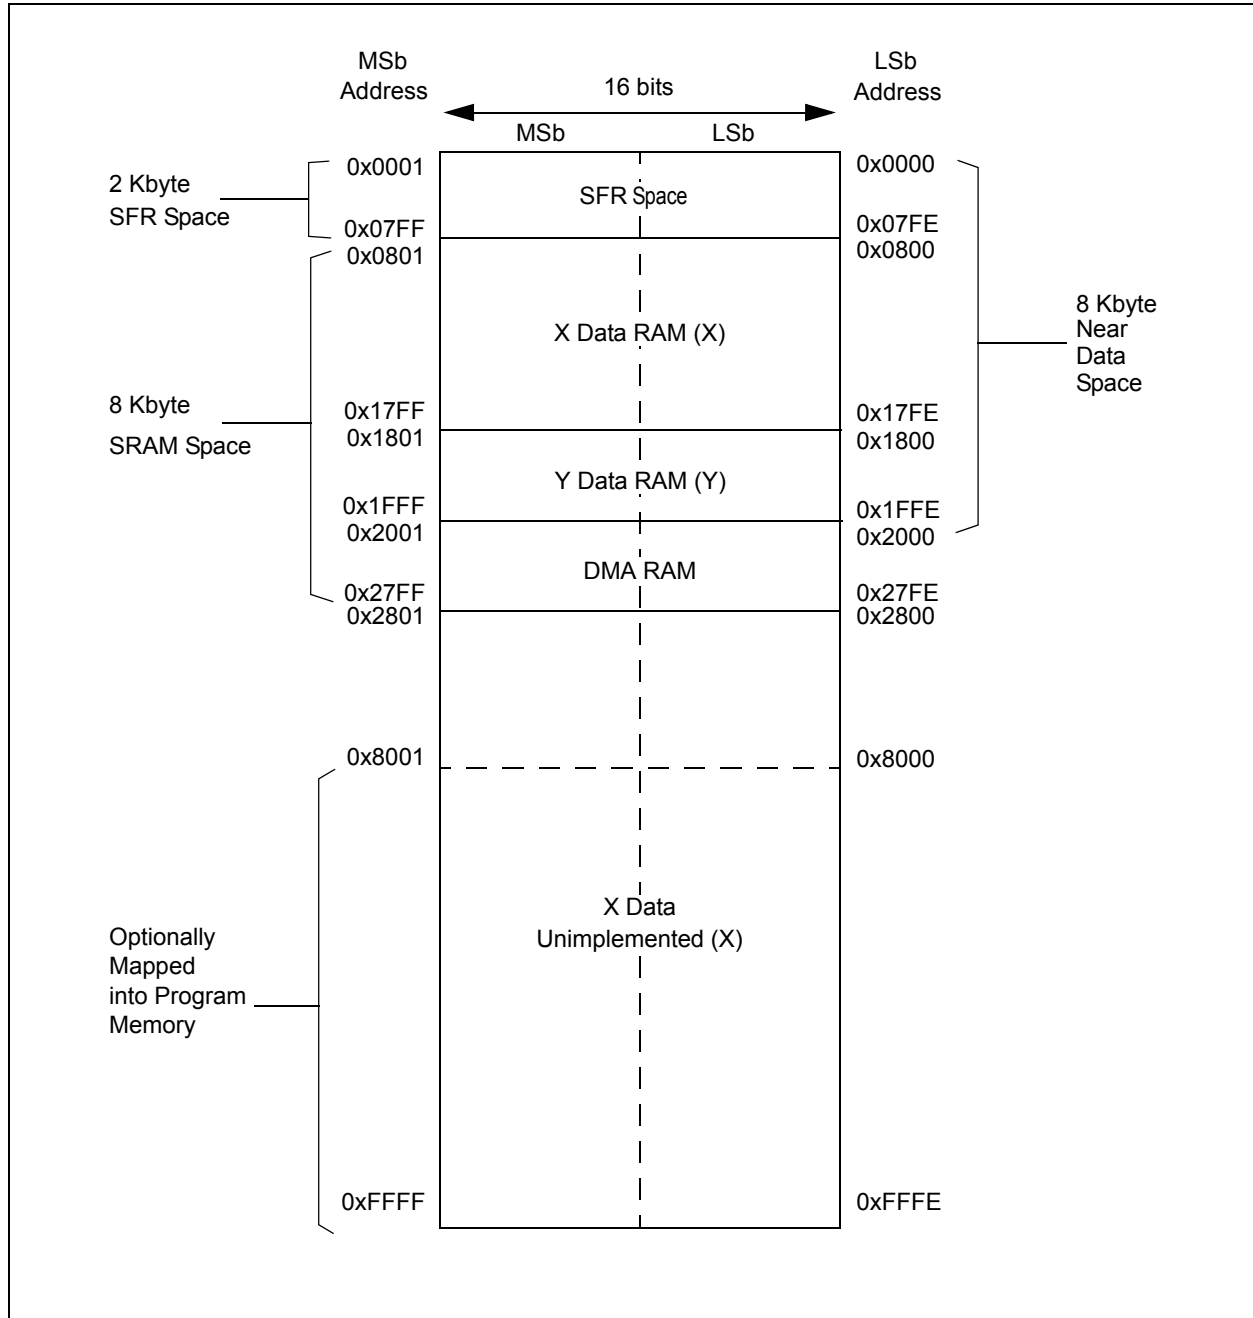 MSb
Address
16 bits
LSb
Address
MSb
LSb
0x0001
0x0000
2 Kbyte
SFR Space
SFR Space
0x07FF
0x07FE
0x0801
0x0800
X Data RAM (X)
8 Kbyte
Near
Data
Space
8 Kbyte
SRAM Space
0x17FF
0x17FE
0x1801
0x1800
Y Data RAM (Y)
0x1FFF
0x1FFE
0x2001
0x2000
DMA RAM
0x27FF
0x27FE
0x2801
0x2800
0x8001
0x8000
X Data
Unimplemented (X)
Optionally
Mapped
into Program
Memory
0xFFFF
0xFFFE